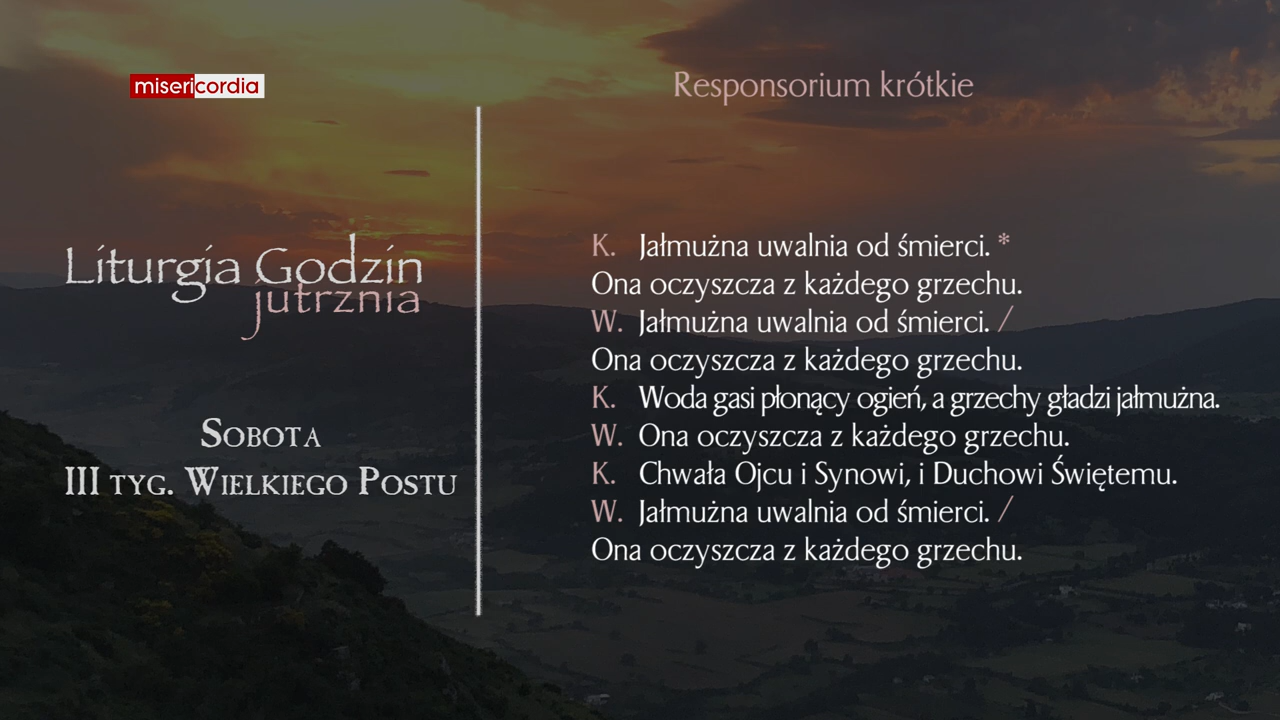 misericordia
Liturgia Godzin
jutrznia
Sobota
III tyg. Wielkiego Postu
Responsorium krótkie
K. Jałmużna uwalnia od śmierci. *
Ona oczyszcza z każdego grzechu.
W. Jałmużna uwalnia od śmierci. /
Ona oczyszcza z każdego grzechu.
K. Woda gasi płonący ogień, a grzechy gładzi jałmużna.
W. Ona oczyszcza z każdego grzechu.
K. Chwała Ojcu i Synowi, i Duchowi Świętemu.
W. Jałmużna uwalnia od śmierci. /
Ona oczyszcza z każdego grzechu.